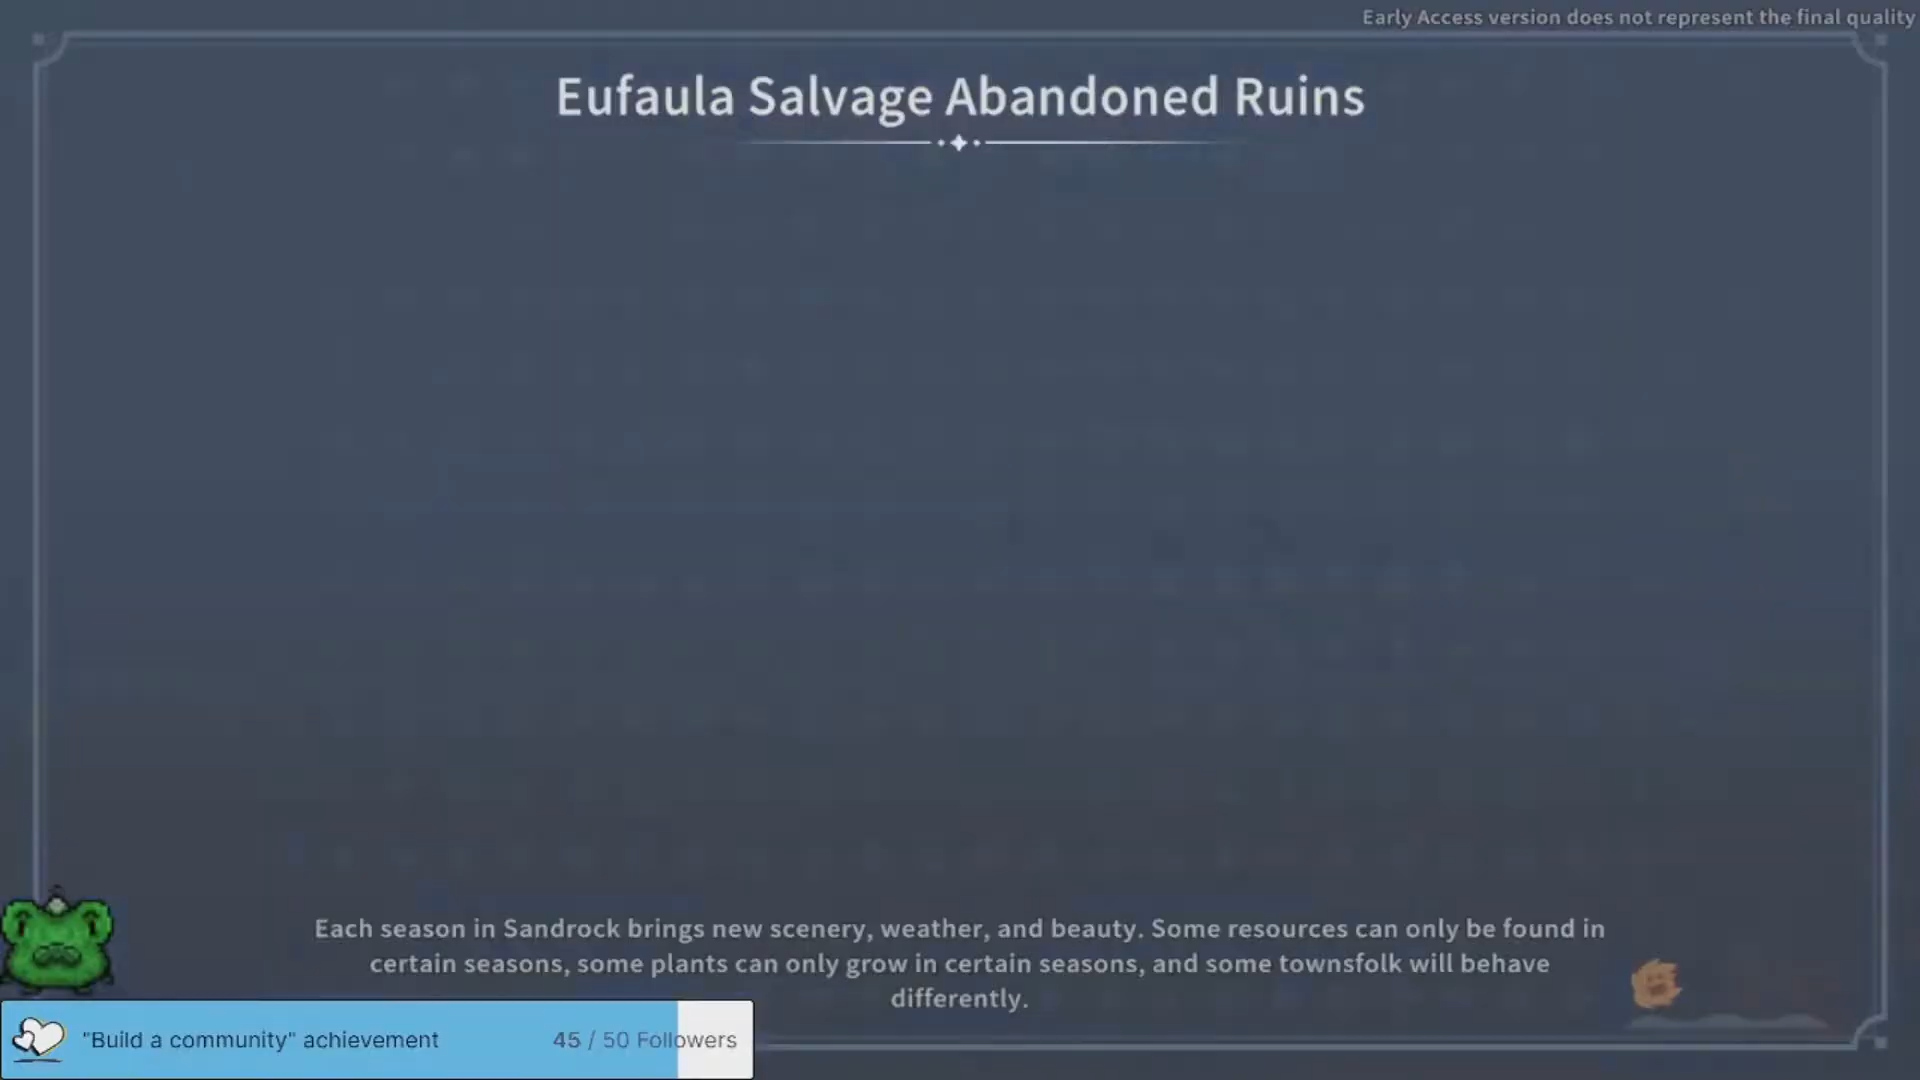 Early Access version does not represent the final quality
Eufaula Salvage Abandoned Ruins
Each season in Sandrock brings new scenery, weather, and beauty. Some resources can only be found in
certain seasons, some plants can only grow in certain seasons, and some townsfolk will behave
differently.
"Build a community" achievement 45 / 50 Followers